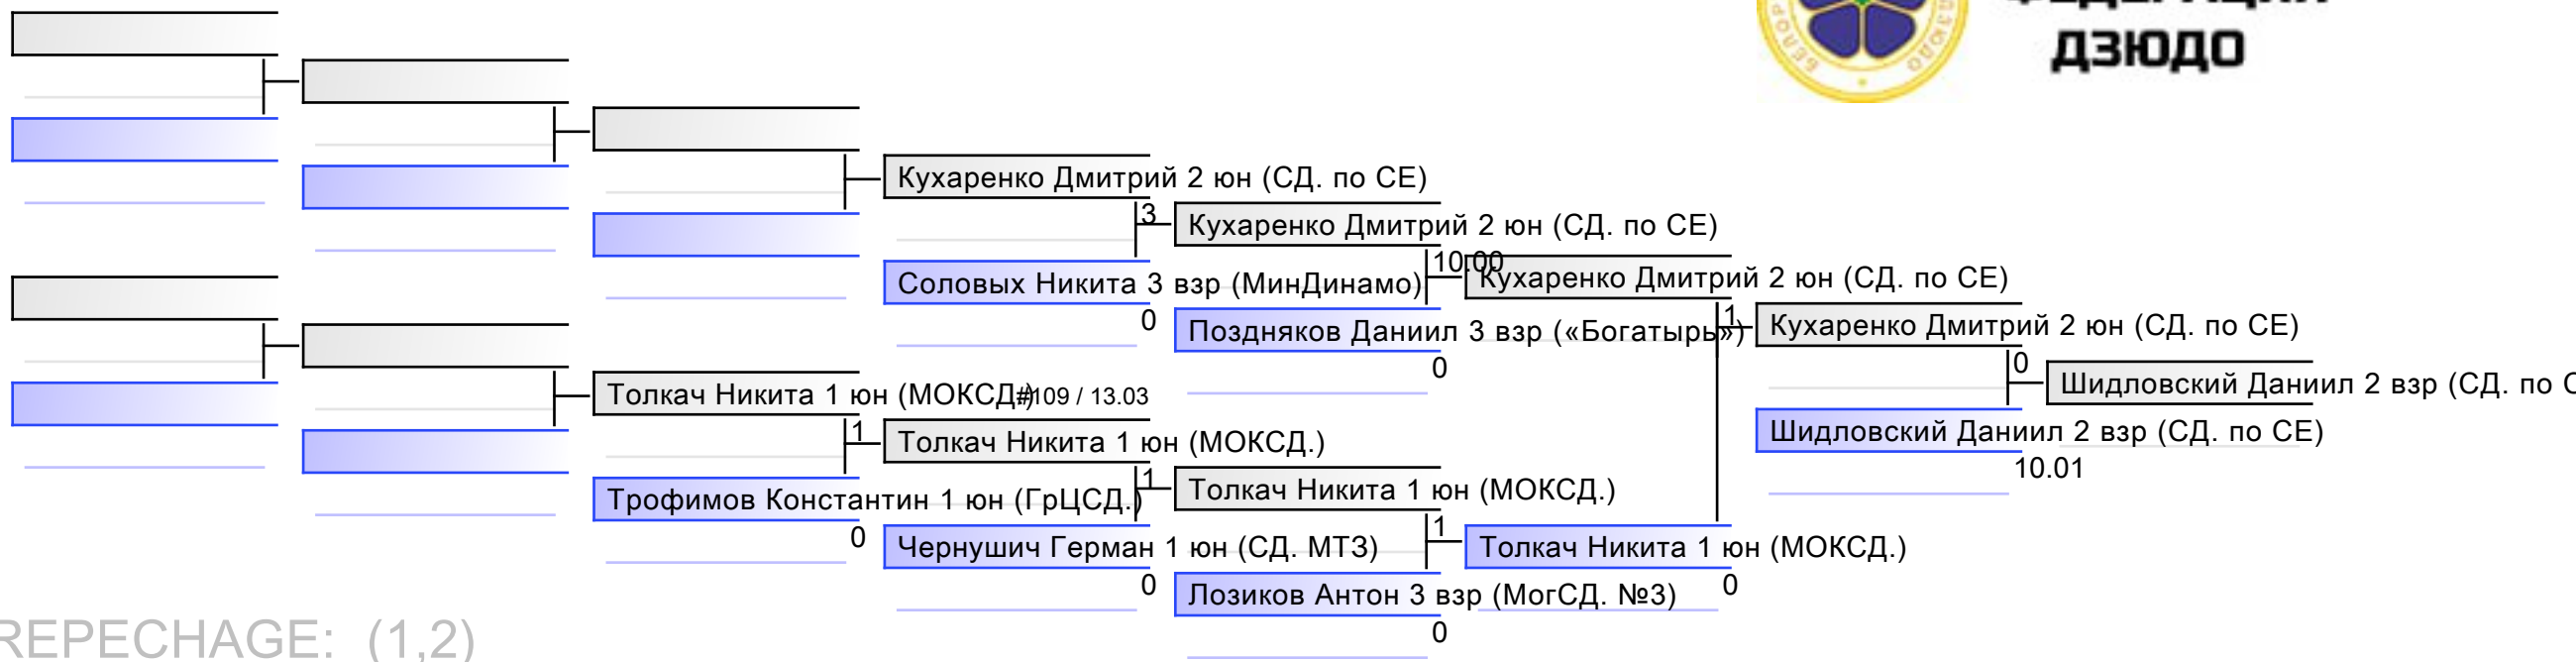 ДЗЮДО
Кухаренко Дмитрий 2 юн (СД. по СЕ)
3
Кухаренко Дмитрий 2 юн (СД. по СЕ)
Соловых Никита 3 взр (МинДинамо)
0
10.00
Кухаренко Дмитрий 2 юн (СД. по СЕ)
Поздняков Даниил 3 взр («Богатырь»)
0
1
Кухаренко Дмитрий 2 юн (СД. по СЕ)
0
Шидловский Даниил 2 взр (СД. по С
Шидловский Даниил 2 взр (СД. по СЕ)
10.01
Толкач Никита 1 юн (МОКСД.)
#109 / 13.03
1
Толкач Никита 1 юн (МОКСД.)
Трофимов Константин 1 юн (ГрЦСД.)
0
1
Толкач Никита 1 юн (МОКСД.)
Чернушич Герман 1 юн (СД. МТЗ)
0
1
Толкач Никита 1 юн (МОКСД.)
0
Лозиков Антон 3 взр (МогСД. №3)
0
REPECHAGE: (1,2)